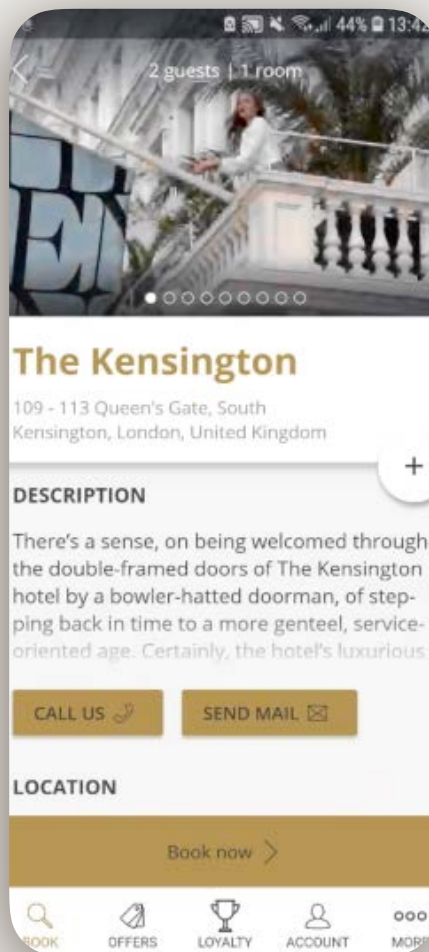 44% 13:42
2 guests | 1 room
The Kensington
109 - 113 Queen's Gate, South
Kensington, London, United Kingdom
+
DESCRIPTION
There's a sense, on being welcomed through
the double-framed doors of The Kensington
hotel by a bowler-hatted doorman, of step-
ping back in time to a more genteel, service-
oriented age. Certainly, the hotel's luxurious
CALL US
SEND MAIL
LOCATION
Book now
BOOK OFFERS LOYALTY ACCOUNT MORE